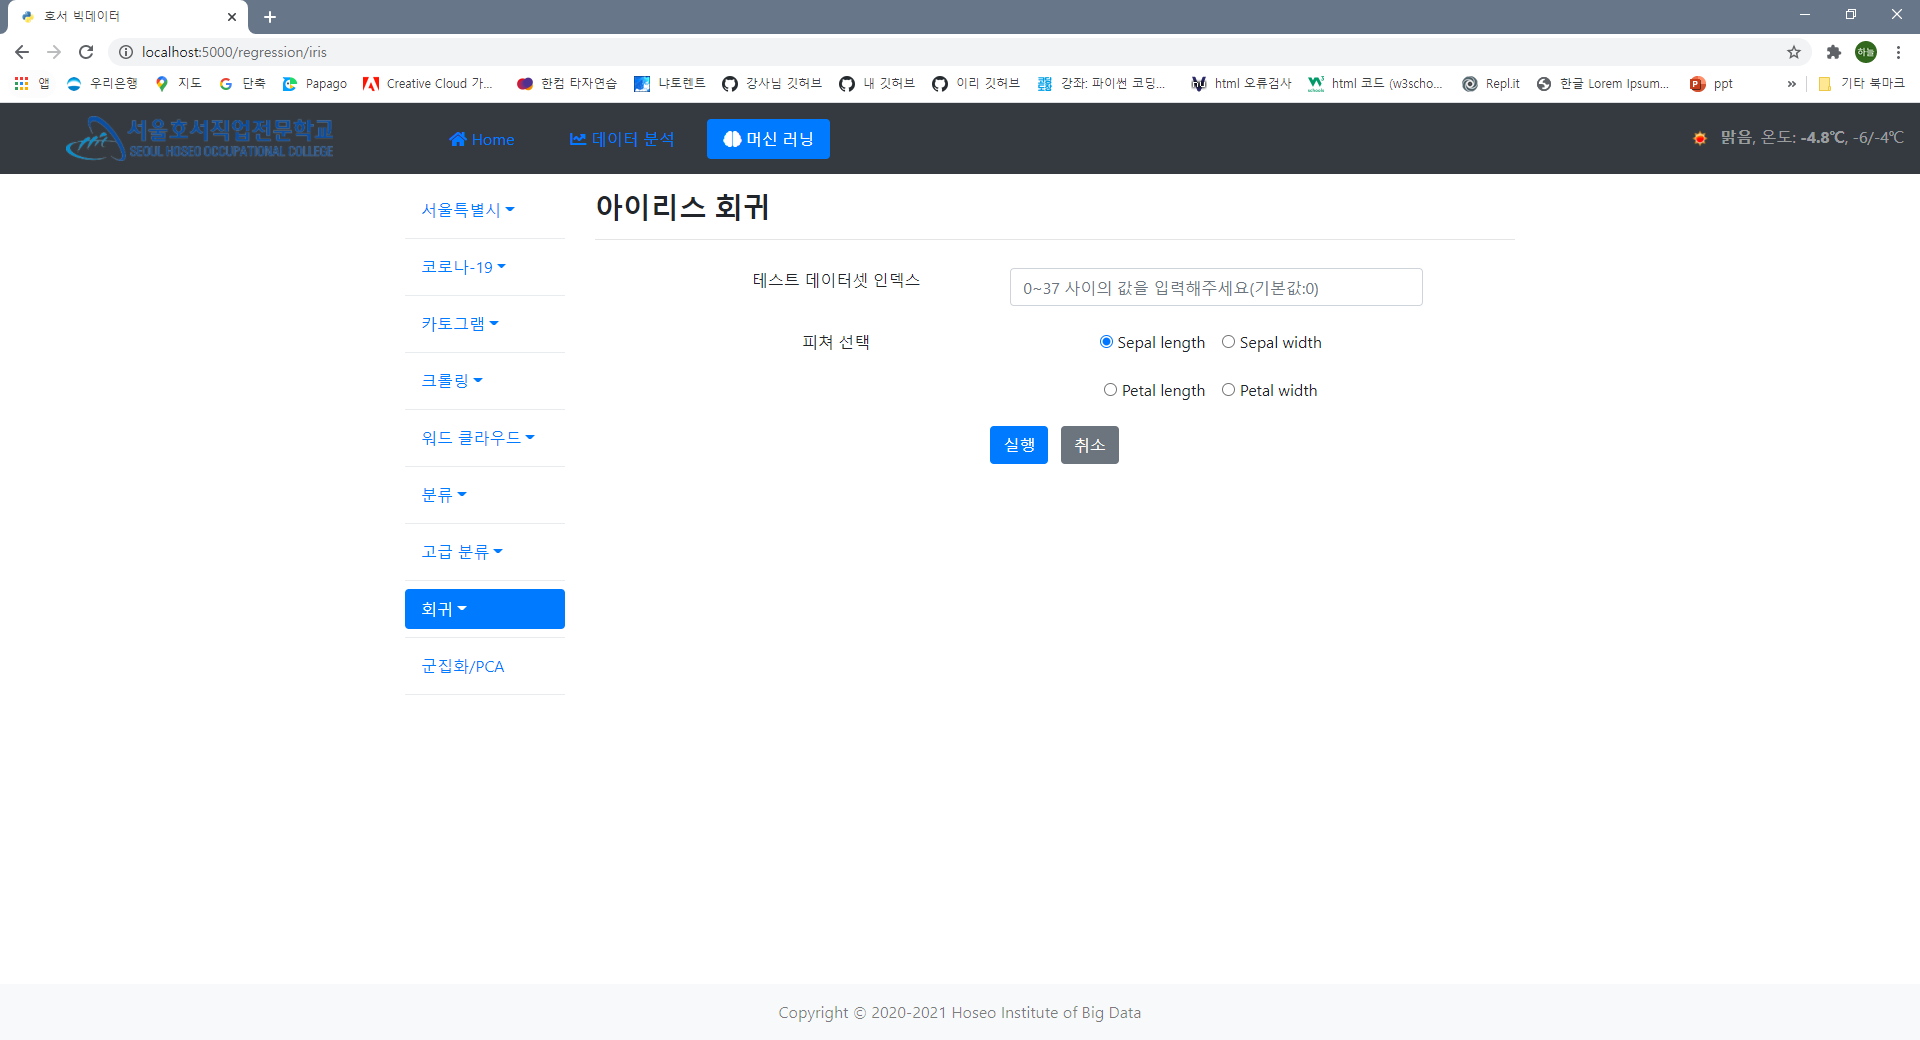 호서 빅데이터
localhost:5000/regression/iris
하늘
앱 우리은행 지도 단축 Papago Creative Cloud 가... 한컴 타자연습 냐토렌트 강사님 깃허브 내 깃허브 이리 깃허브 강좌: 파이썬 코딩... html 오류검사 html 코드 (w3scho... Repl.it 한글 Lorem Ipsum... ppt » 기타 북마크
서울호서직업전문학교
SEOUL HOSEO OCCUPATIONAL COLLEGE
Home 데이터 분석 머신 러닝 맑음, 온도: -4.8℃, -6/-4℃
서울특별시
코로나-19
카토그램
크롤링
워드 클라우드
분류
고급 분류
회귀
군집화/PCA
아이리스 회귀
테스트 데이터셋 인덱스 0~37 사이의 값을 입력해주세요(기본값:0)
피쳐 선택 Sepal length Sepal width
Petal length Petal width
실행 취소
Copyright © 2020-2021 Hoseo Institute of Big Data